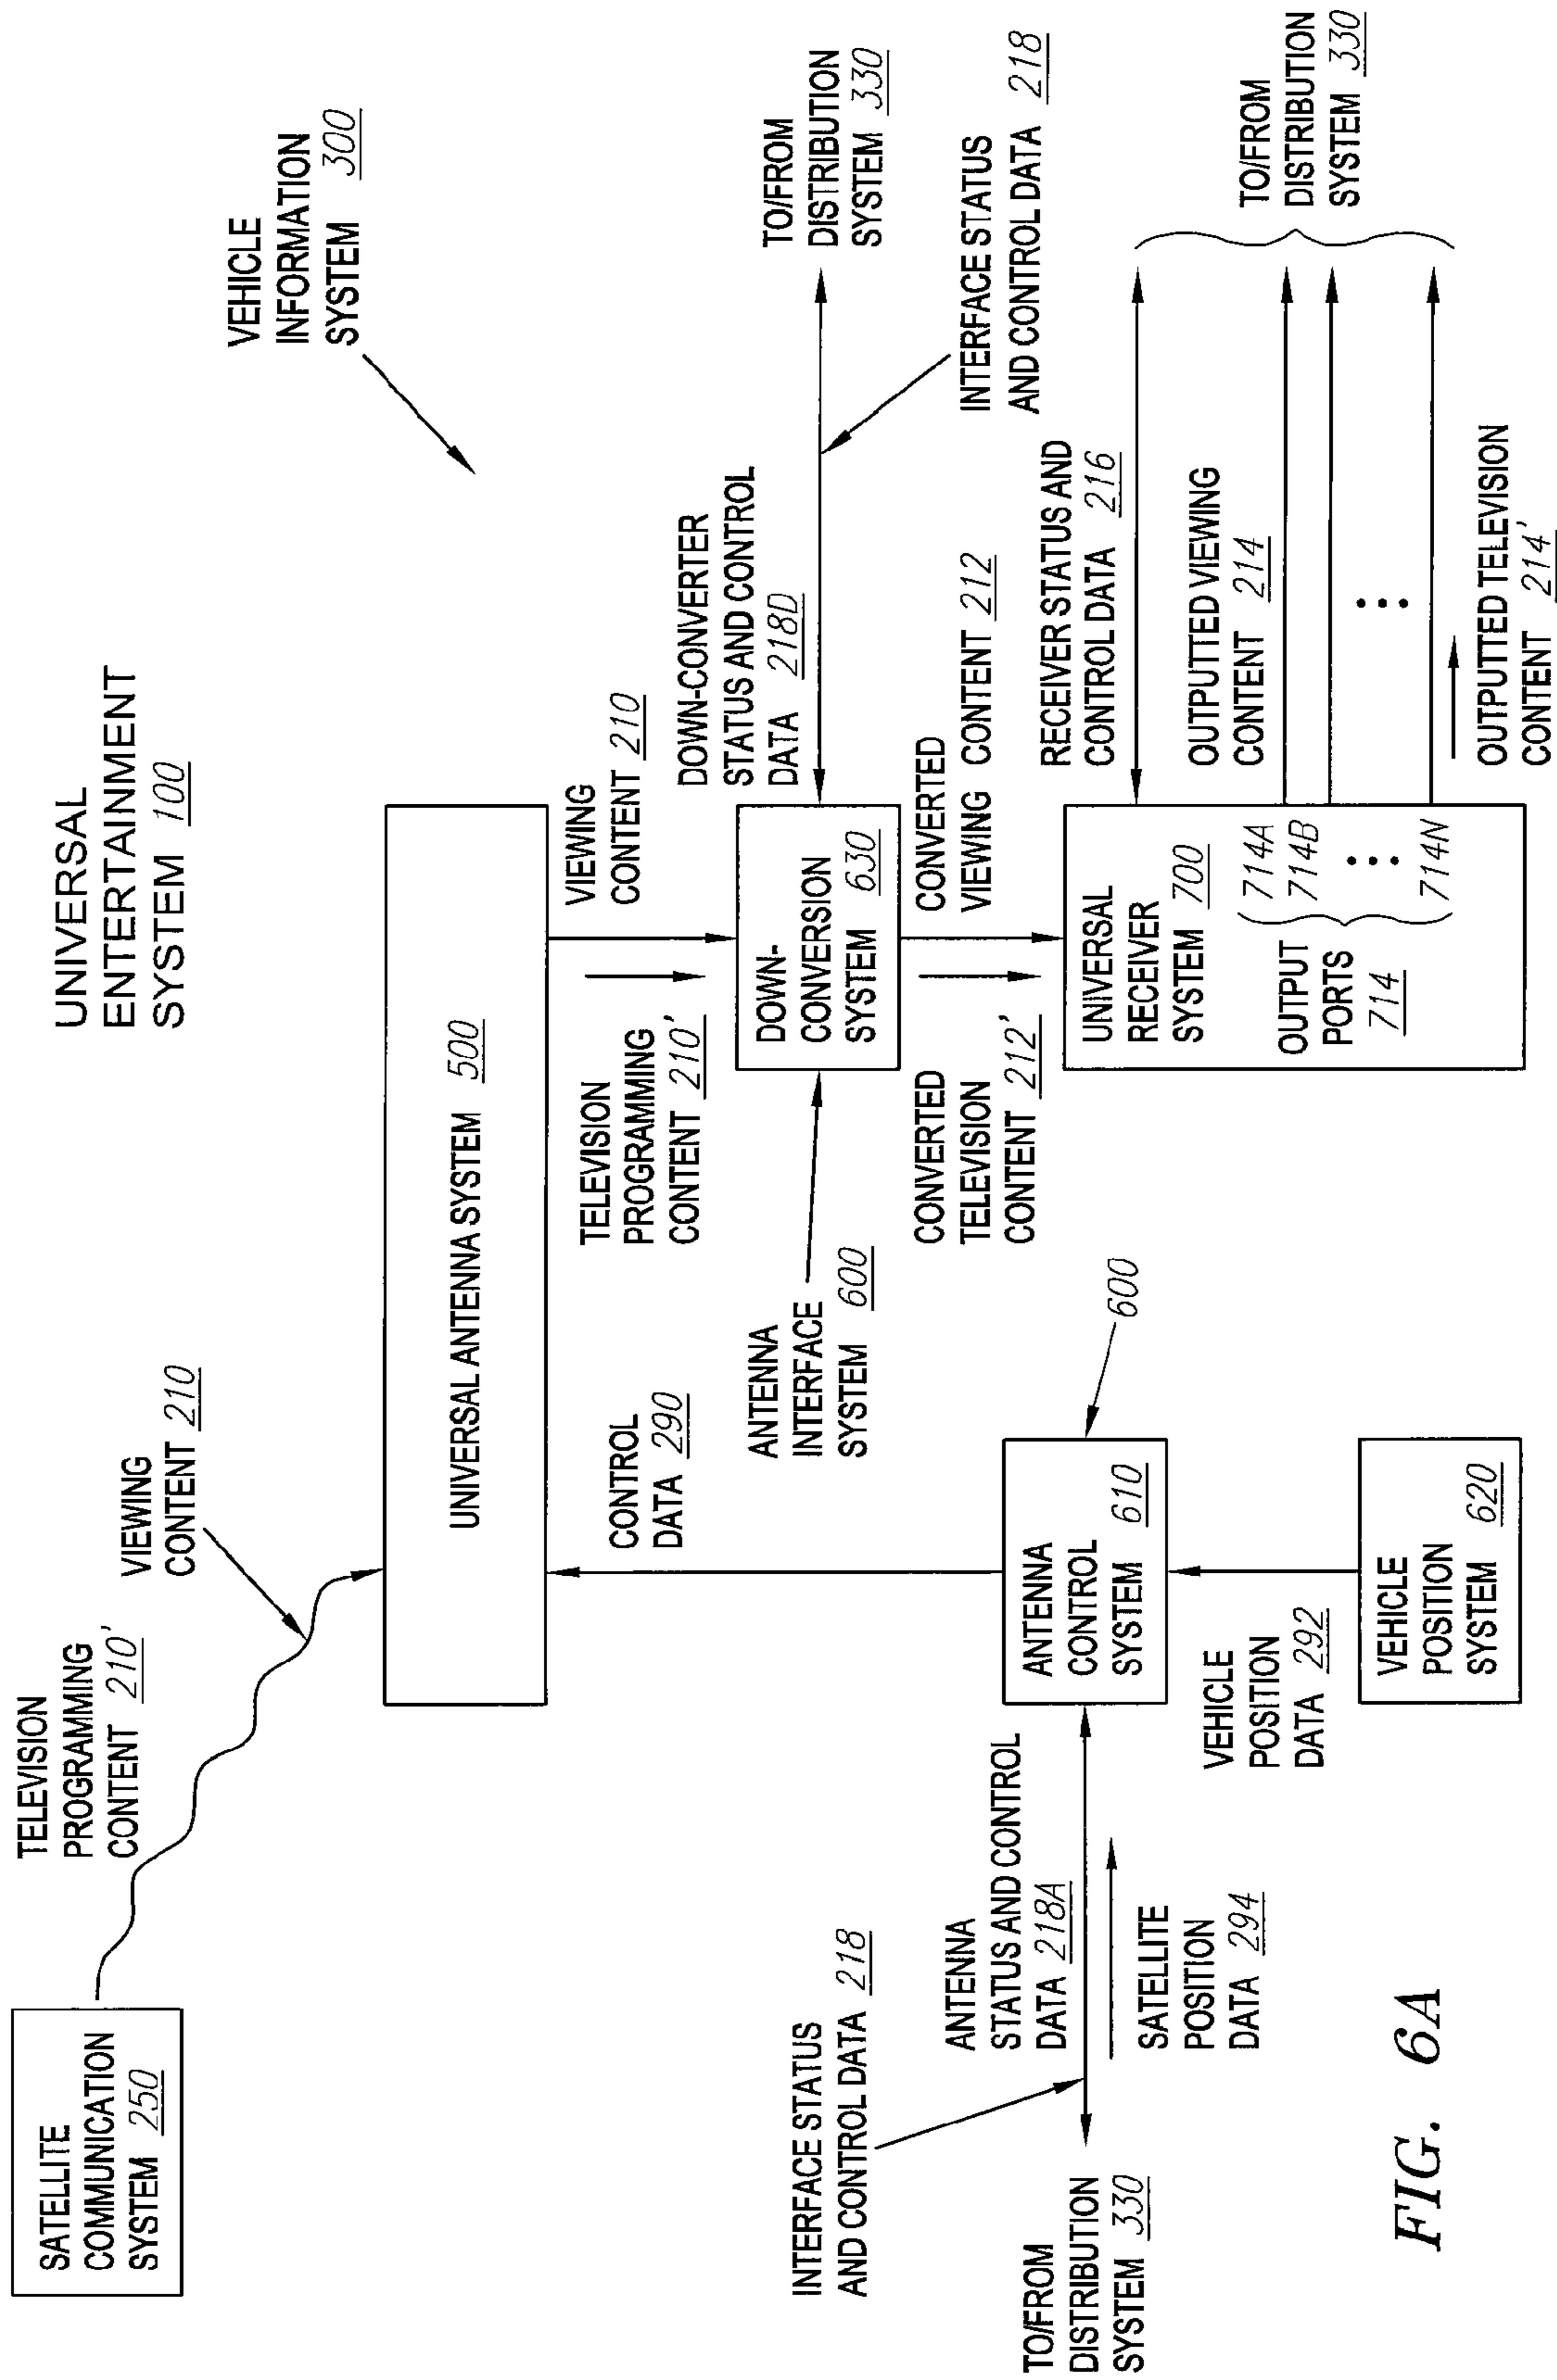 UNIVERSAL
ENTERTAINMENT
SYSTEM 100
SATELLITE
COMMUNICATION
SYSTEM 250
TELEVISION
PROGRAMMING
CONTENT 210'
VIEWING
CONTENT 210
VEHICLE
INFORMATION
SYSTEM 300
UNIVERSAL ANTENNA SYSTEM 500
CONTROL
DATA 290
TELEVISION
PROGRAMMING
CONTENT 210'
VIEWING
CONTENT 210
ANTENNA
INTERFACE
SYSTEM 600
DOWN-
CONVERSION
SYSTEM 630
DOWN-CONVERTER
STATUS AND CONTROL
DATA 218D
TO/FROM
DISTRIBUTION
SYSTEM 330
INTERFACE STATUS
AND CONTROL DATA 218
INTERFACE STATUS
AND CONTROL DATA 218
ANTENNA
STATUS AND CONTROL
DATA 218A
TO/FROM
DISTRIBUTION
SYSTEM 330
SATELLITE
POSITION
DATA 294
ANTENNA
CONTROL
SYSTEM 610
600
VEHICLE
POSITION
DATA 292
VEHICLE
POSITION
SYSTEM 620
CONVERTED
TELEVISION
CONTENT 212'
CONVERTED
VIEWING CONTENT 212
UNIVERSAL
RECEIVER
SYSTEM 700
OUTPUT
PORTS
714
714A
714B
714N
RECEIVER STATUS AND
CONTROL DATA 216
OUTPUTTED VIEWING
CONTENT 214
OUTPUTTED TELEVISION
CONTENT 214'
TO/FROM
DISTRIBUTION
SYSTEM 330
FIG. 6A